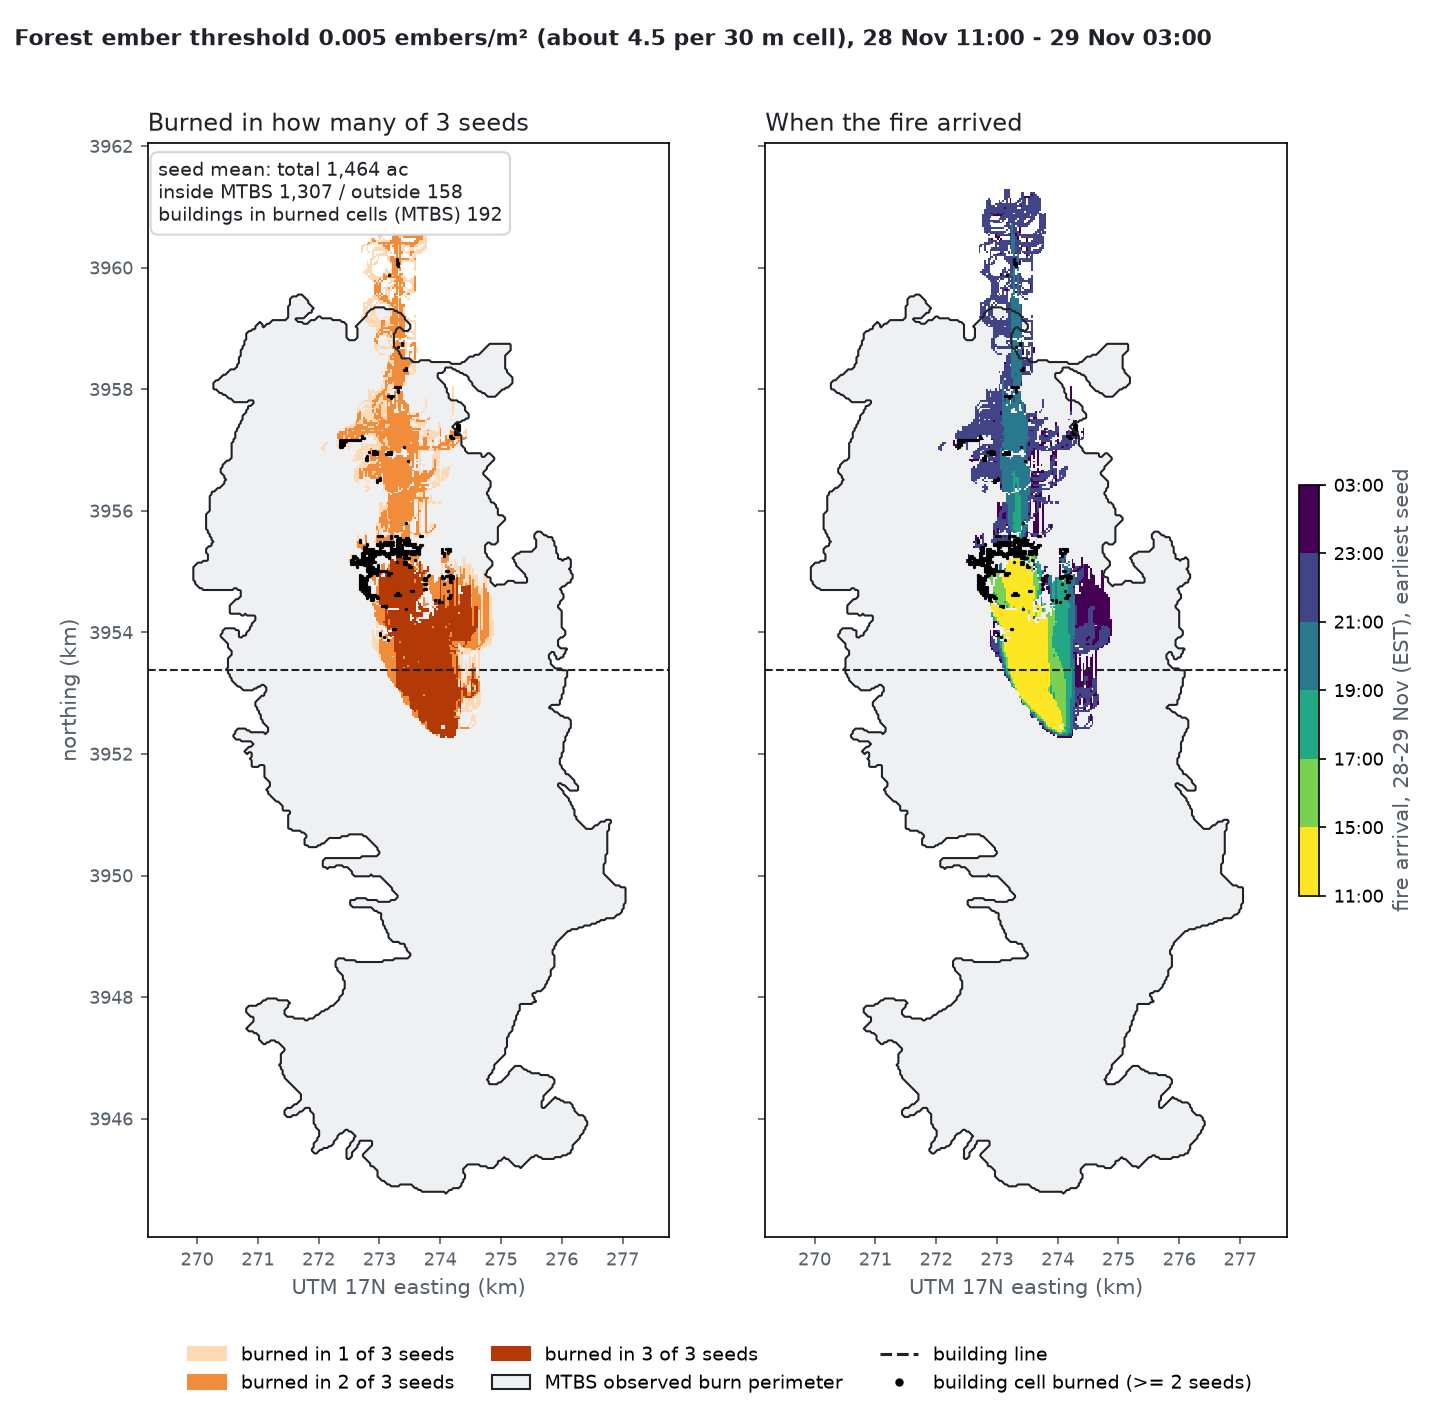 Forest ember threshold 0.005 embers/m² (about 4.5 per 30 m cell), 28 Nov 11:00 - 29 Nov 03:00
Burned in how many of 3 seeds
seed mean: total 1,464 ac
inside MTBS 1,307 / outside 158
buildings in burned cells (MTBS) 192
3962
3960
3958
3956
3954
3952
3950
3948
3946
northing (km)
270 271 272 273 274 275 276 277
UTM 17N easting (km)
When the fire arrived
270 271 272 273 274 275 276 277
UTM 17N easting (km)
03:00
23:00
21:00
19:00
17:00
15:00
11:00
fire arrival, 28-29 Nov (EST), earliest seed
burned in 1 of 3 seeds
burned in 2 of 3 seeds
burned in 3 of 3 seeds
MTBS observed burn perimeter
building line
building cell burned (>= 2 seeds)